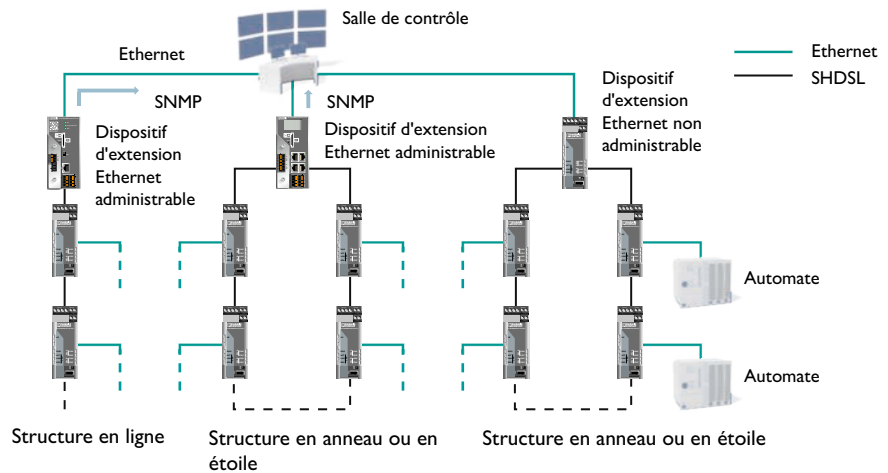 Salle de contrôle
Ethernet
Ethernet
SHDSL
SNMP
SNMP
Dispositif
d'extension
Ethernet
administrable
Dispositif d'extension
Ethernet administrable
Dispositif
d'extension
Ethernet non
administrable
Automate
Automate
Structure en ligne
Structure en anneau ou en
étoile
Structure en anneau ou en étoile